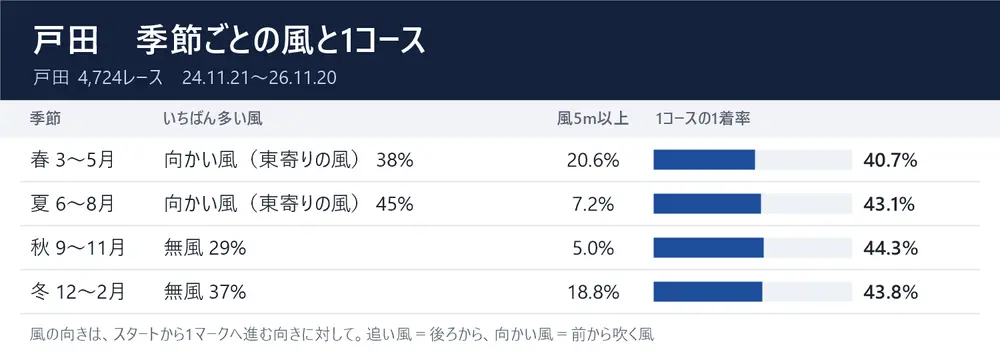 戸田　季節ごとの風と1コース
戸田 4,724レース　24.11.21～26.11.20
季節 いちばん多い風 風5m以上 1コースの1着率
春 3～5月 向かい風（東寄りの風） 38% 20.6% 40.7%
夏 6～8月 向かい風（東寄りの風） 45% 7.2% 43.1%
秋 9～11月 無風 29% 5.0% 44.3%
冬 12～2月 無風 37% 18.8% 43.8%
風の向きは、スタートから1マークへ進む向きに対して。追い風＝後ろから、向かい風＝前から吹く風